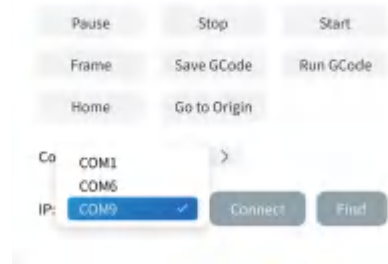 Pause Stop Start
Frame Save GCode Run GCode
Home Go to Origin
Co
COM1
COM6
IP: COM9 Connect Find